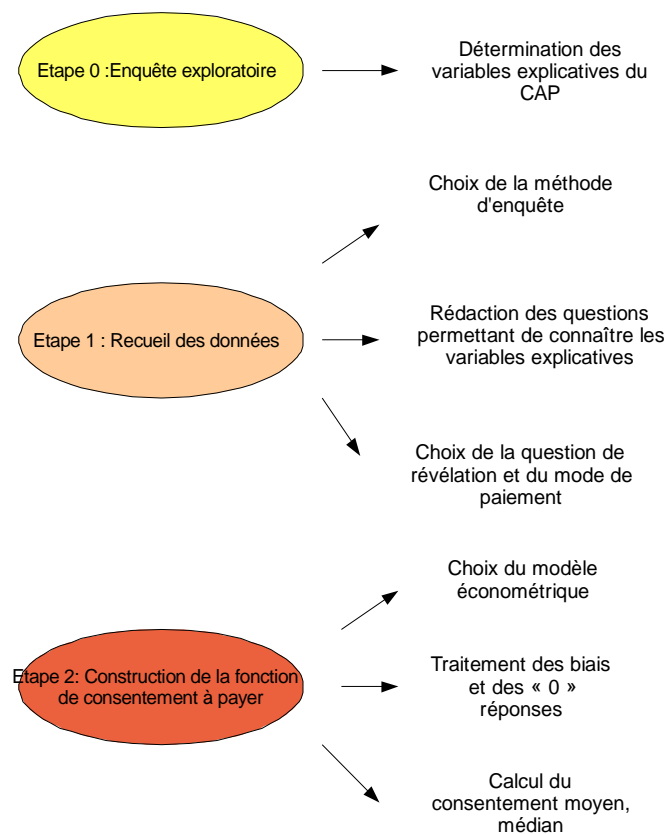 Etape 0 :Enquête exploratoire
Détermination des
variables explicatives du
CAP
Choix de la méthode
d'enquête
Etape 1 : Recueil des données
Rédaction des questions
permettant de connaître les
variables explicatives
Choix de la question de
révélation et du mode de
paiement
Choix du modèle
économétrique
Etape 2: Construction de la fonction
de consentement à payer
Traitement des biais
et des « 0 »
réponses
Calcul du
consentement moyen,
médian